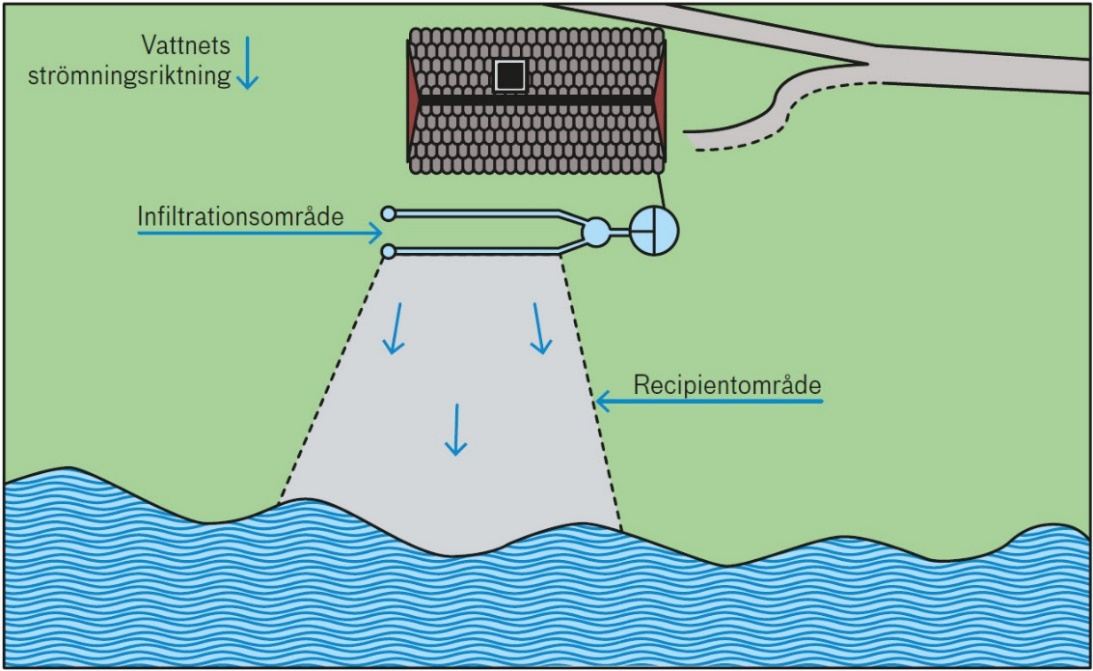 Vattnets
strömningsriktning
Infiltrationsområde
Recipientområde